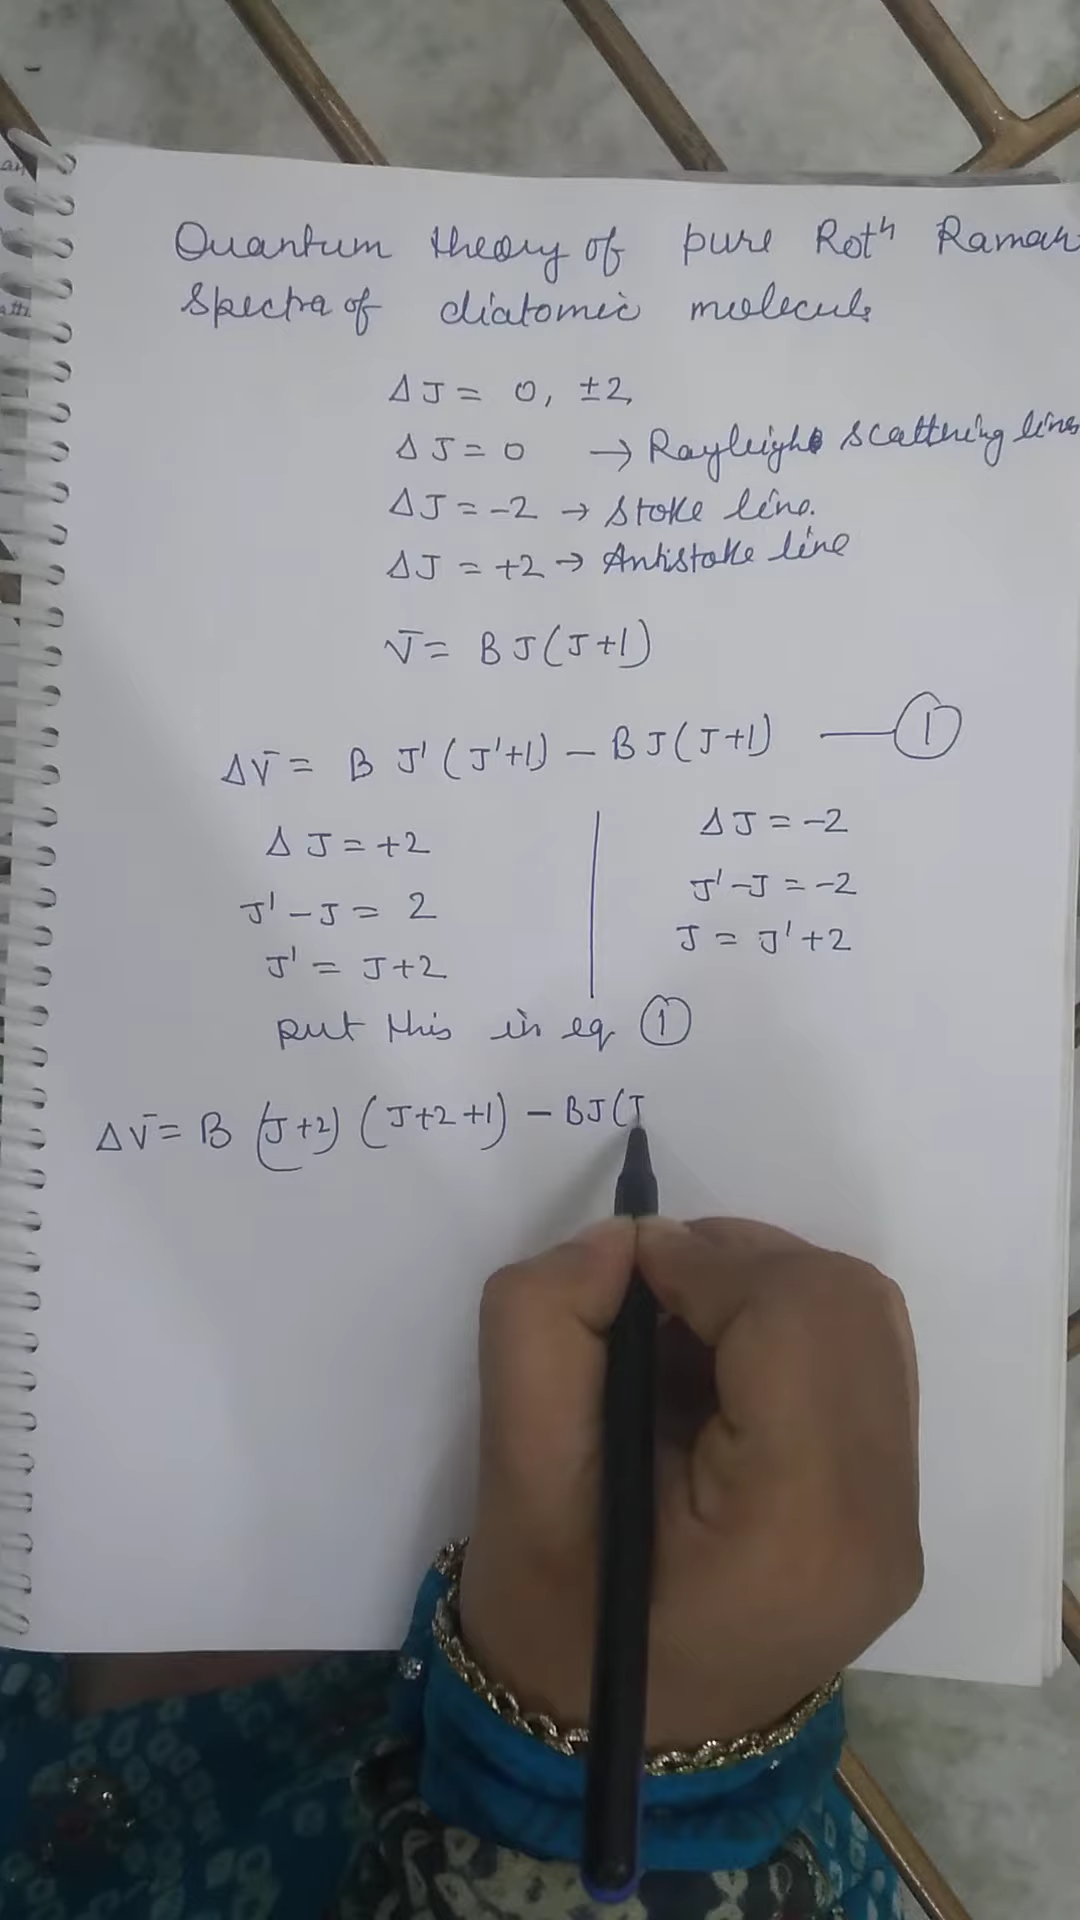 Quantum theory of pure Rotⁿ Raman
Spectra of diatomic molecule
ΔJ = 0, ±2,
ΔJ = 0 → Rayleigh scattering line
ΔJ = -2 → Stoke line.
ΔJ = +2 → Antistoke line
ν̄ = BJ(J+1)
Δν̄ = B J'(J'+1) - BJ(J+1) — ①
ΔJ = +2
J' - J = 2
J' = J+2
ΔJ = -2
J' - J = -2
J = J'+2
put this in eq ①
Δν̄ = B (J+2) (J+2+1) - BJ(J